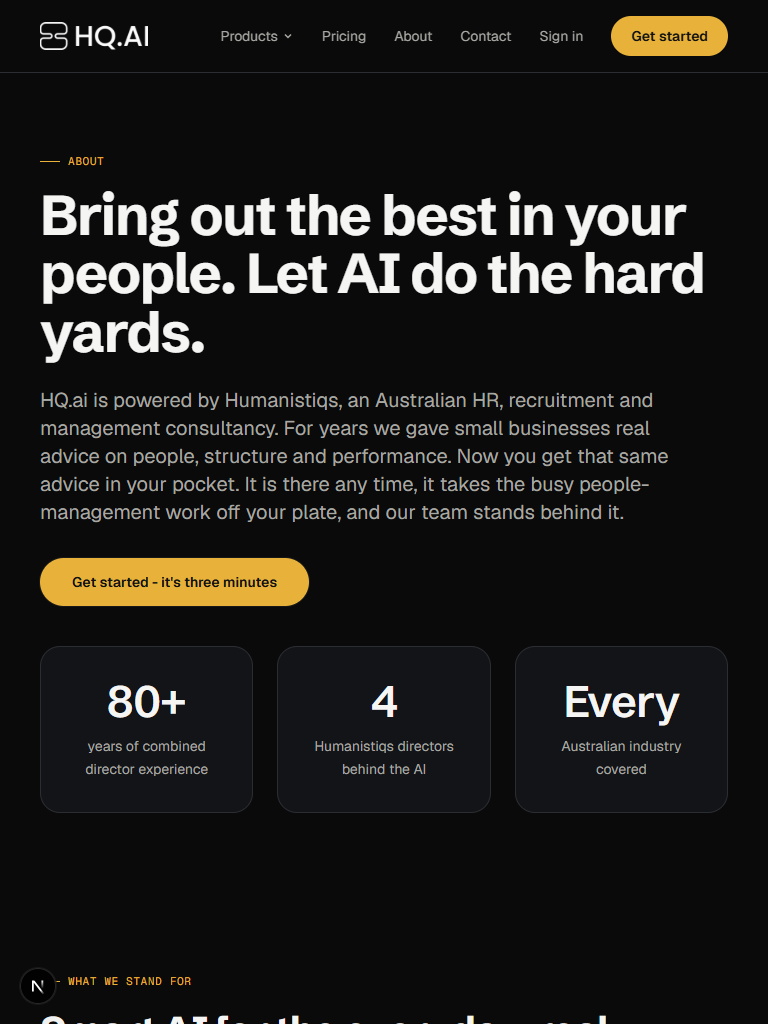 HQ.AI
Products
Pricing
About
Contact
Sign in
Get started
ABOUT
Bring out the best in your
people. Let AI do the hard
yards.
HQ.ai is powered by Humanistiqs, an Australian HR, recruitment and
management consultancy. For years we gave small businesses real
advice on people, structure and performance. Now you get that same
advice in your pocket. It is there any time, it takes the busy people-
management work off your plate, and our team stands behind it.
Get started - it's three minutes
80+
years of combined
director experience
4
Humanistiqs directors
behind the AI
Every
Australian industry
covered
WHAT WE STAND FOR
N